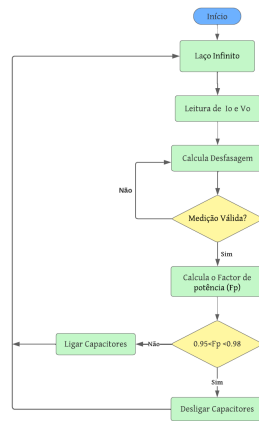 Início
Laço Infinito
Leitura de Io e Vo
Calcula Desfasagem
Não
Medição Válida?
Sim
Calcula o Factor de
potência (Fp)
Ligar Capacitores
Não
0.95<Fp <0.98
Sim
Desligar Capacitores